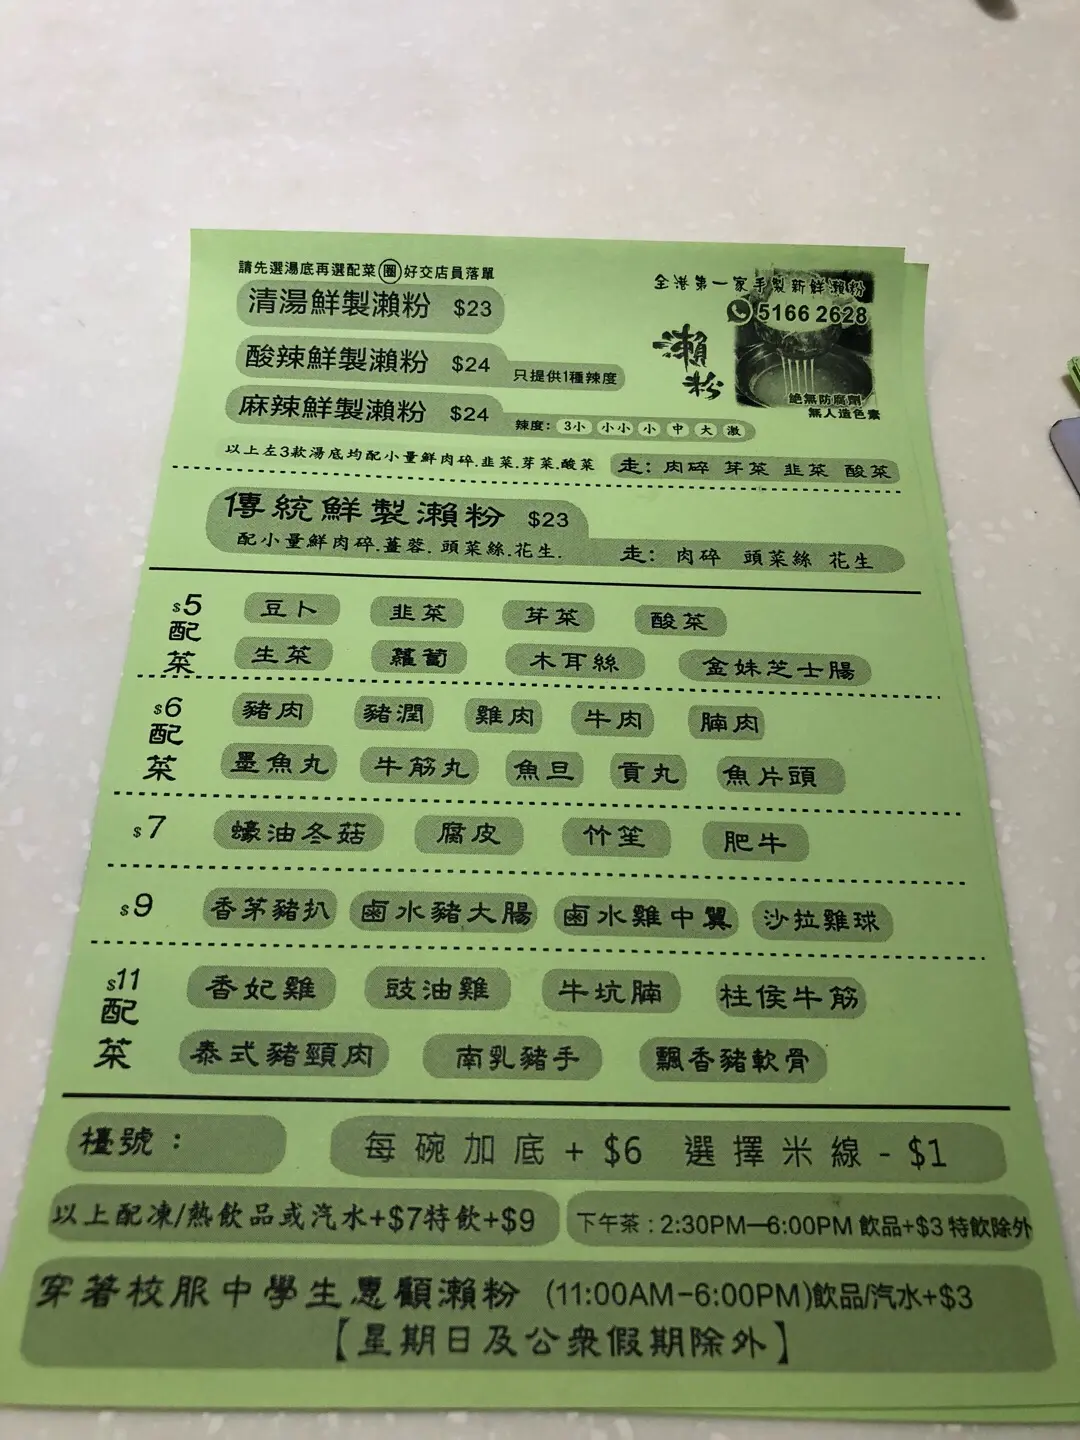 請先選湯底再選配菜圈好交店員落單
清湯鮮製瀨粉 $23
酸辣鮮製瀨粉 $24 只提供1種辣度
麻辣鮮製瀨粉 $24 辣度: 3小 小小 小 中 大 激
全港第一家手製新鮮瀨粉
5166 2628
瀨粉
絕無防腐劑
無人造色素
以上左3款湯底均配小量鮮肉碎.韭菜.芽菜.酸菜 走: 肉碎 芽菜 韭菜 酸菜
傳統鮮製瀨粉 $23
配小量鮮肉碎.薑蓉.頭菜絲.花生. 走: 肉碎 頭菜絲 花生
$5配菜 豆卜 韭菜 芽菜 酸菜
生菜 蘿蔔 木耳絲 金妹芝士腸
$6配菜 豬肉 豬潤 雞肉 牛肉 腩肉
墨魚丸 牛筋丸 魚旦 貢丸 魚片頭
$7 蠔油冬菇 腐皮 竹笙 肥牛
$9 香茅豬扒 鹵水豬大腸 鹵水雞中翼 沙拉雞球
$11配菜 香妃雞 豉油雞 牛坑腩 柱侯牛筋
泰式豬頸肉 南乳豬手 飄香豬軟骨
檯號: 每碗加底+$6 選擇米線-$1
以上配凍/熱飲品或汽水+$7特飲+$9 下午茶:2:30PM—6:00PM 飲品+$3 特飲除外
穿著校服中學生惠顧瀨粉 (11:00AM-6:00PM)飲品/汽水+$3
【星期日及公眾假期除外】